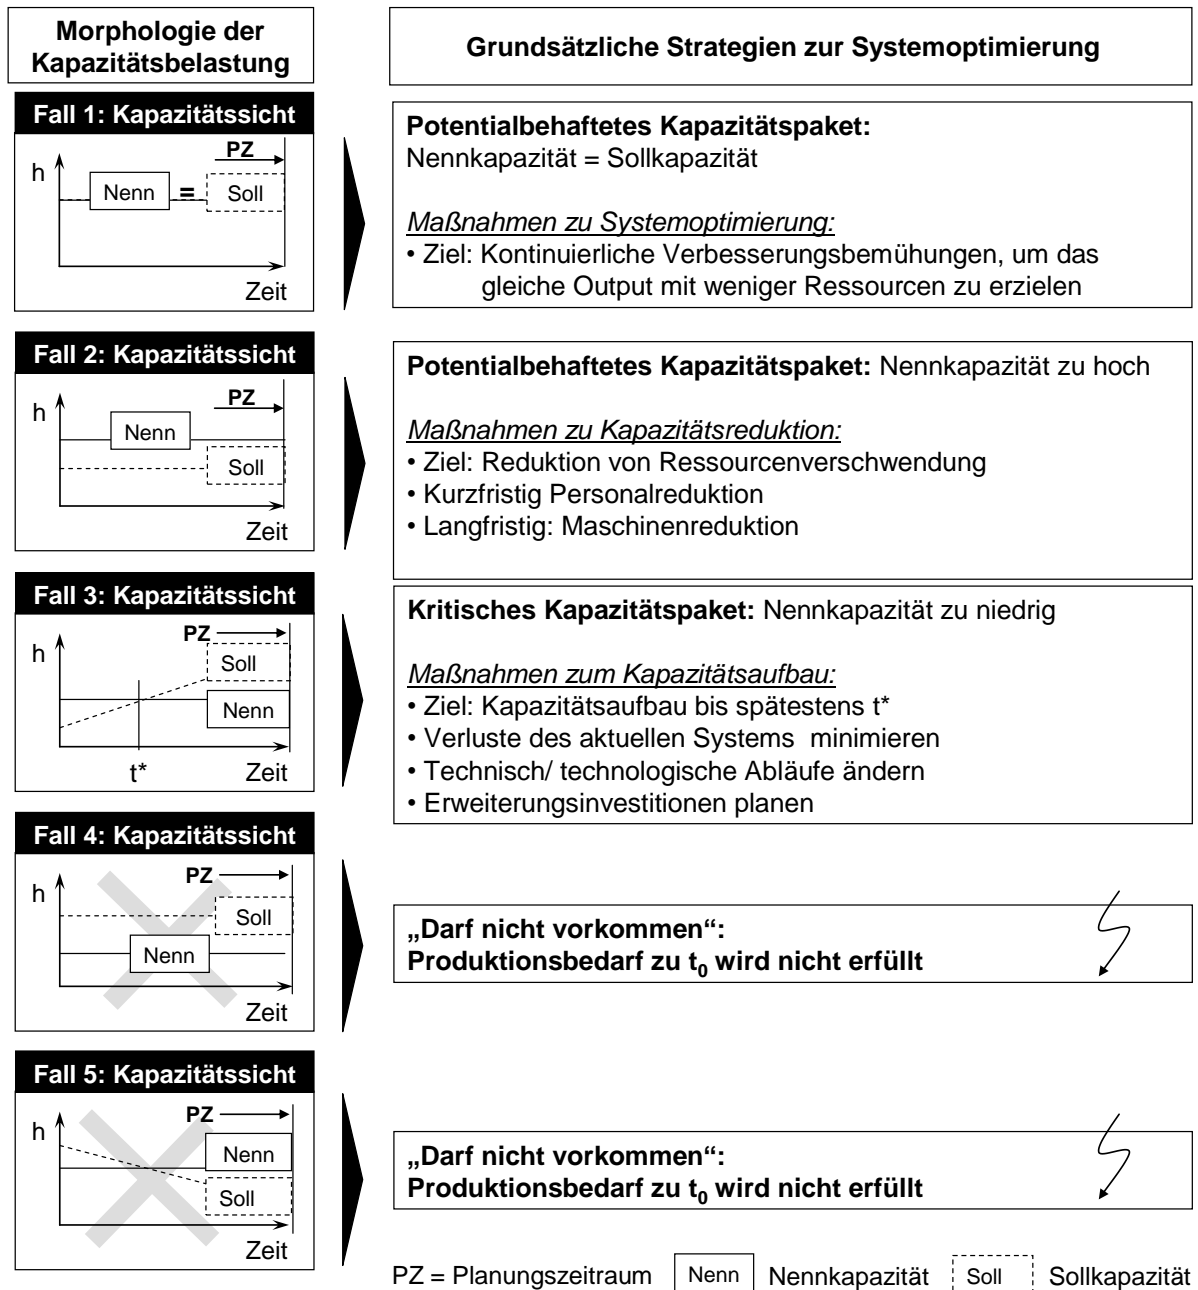 Morphologie der
Kapazitätsbelastung
Grundsätzliche Strategien zur Systemoptimierung
Fall 1: Kapazitätssicht
PZ
h
Nenn
=
Soll
Zeit
Potentialbehaftetes Kapazitätspaket:
Nennkapazität = Sollkapazität
Maßnahmen zu Systemoptimierung:
• Ziel: Kontinuierliche Verbesserungsbemühungen, um das
gleiche Output mit weniger Ressourcen zu erzielen
Fall 2: Kapazitätssicht
PZ
h
Nenn
Soll
Zeit
Potentialbehaftetes Kapazitätspaket: Nennkapazität zu hoch
Maßnahmen zu Kapazitätsreduktion:
• Ziel: Reduktion von Ressourcenverschwendung
• Kurzfristig Personalreduktion
• Langfristig: Maschinenreduktion
Fall 3: Kapazitätssicht
PZ
h
Soll
Nenn
t*
Zeit
Kritisches Kapazitätspaket: Nennkapazität zu niedrig
Maßnahmen zum Kapazitätsaufbau:
• Ziel: Kapazitätsaufbau bis spätestens t*
• Verluste des aktuellen Systems minimieren
• Technisch/ technologische Abläufe ändern
• Erweiterungsinvestitionen planen
Fall 4: Kapazitätssicht
PZ
h
Soll
Nenn
Zeit
„Darf nicht vorkommen“:
Produktionsbedarf zu t₀ wird nicht erfüllt
Fall 5: Kapazitätssicht
PZ
h
Nenn
Soll
Zeit
„Darf nicht vorkommen“:
Produktionsbedarf zu t₀ wird nicht erfüllt
PZ = Planungszeitraum Nenn Nennkapazität Soll Sollkapazität